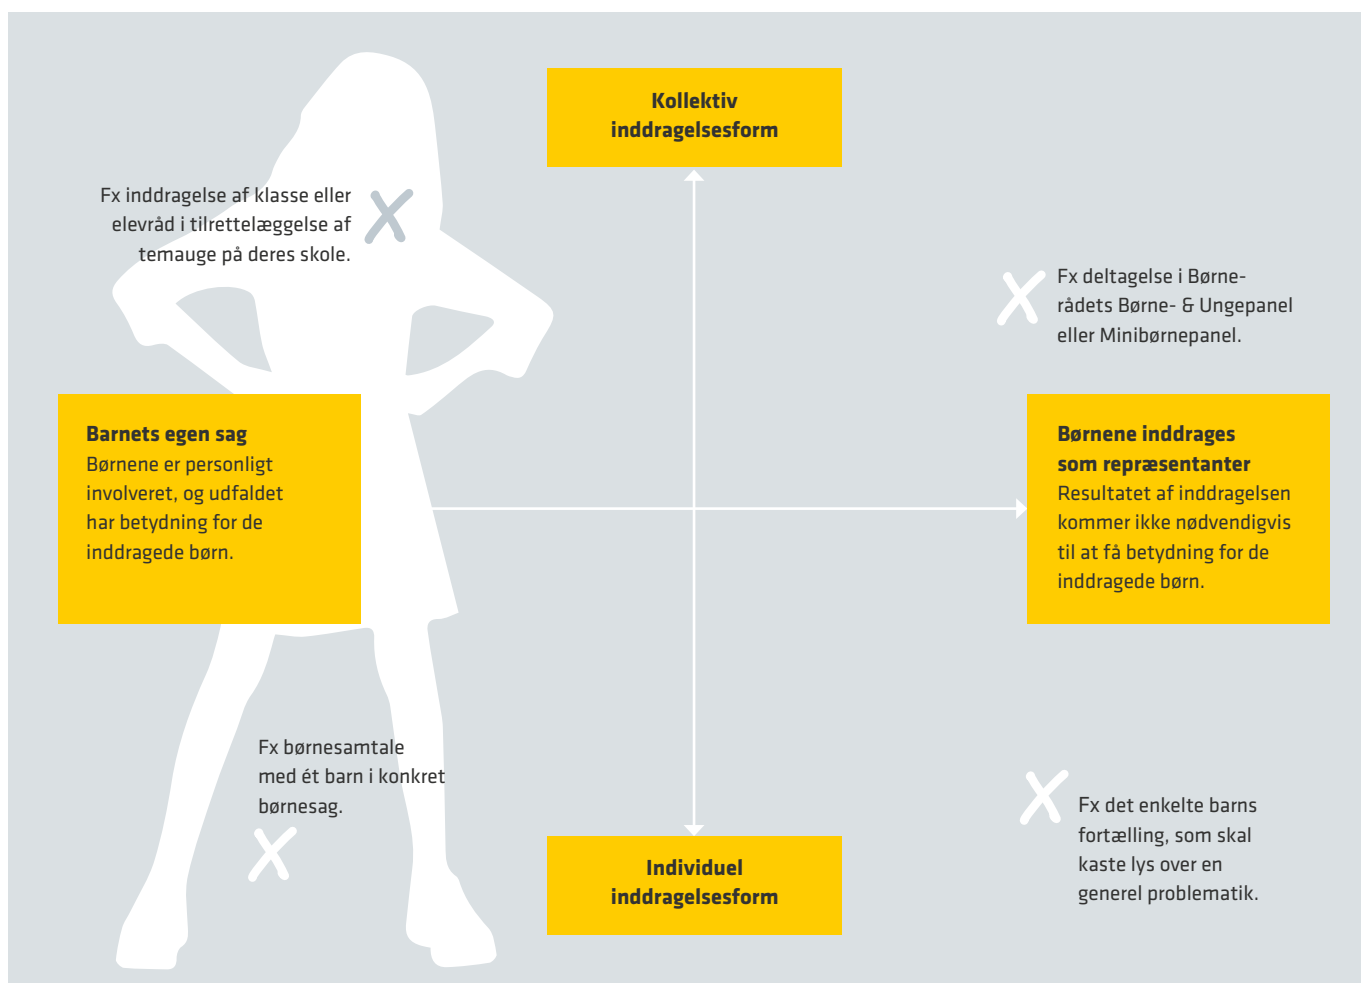 Kollektiv
inddragelsesform
Fx inddragelse af klasse eller
elevråd i tilrettelæggelse af
temauge på deres skole.
Fx deltagelse i Børne-
rådets Børne- & Ungepanel
eller Minibørnepanel.
Barnets egen sag
Børnene er personligt
involveret, og udfaldet
har betydning for de
inddragede børn.
Børnene inddrages
som repræsentanter
Resultatet af inddragelsen
kommer ikke nødvendigvis
til at få betydning for de
inddragede børn.
Fx børnesamtale
med ét barn i konkret
børnesag.
Fx det enkelte barns
fortælling, som skal
kaste lys over en
generel problematik.
Individuel
inddragelsesform